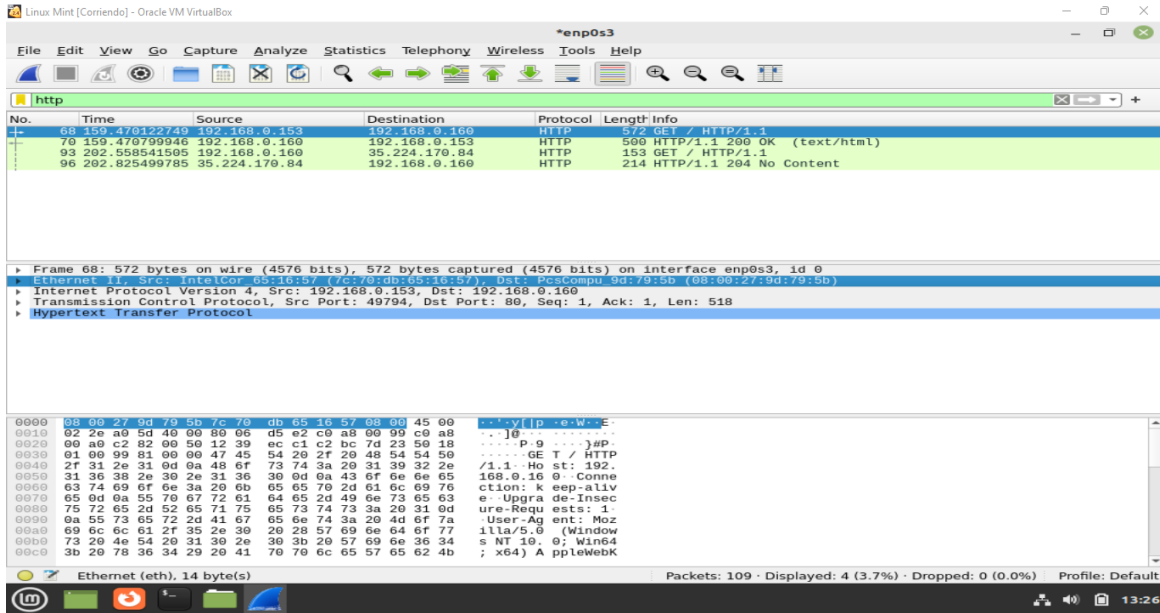 Linux Mint [Corriendo] - Oracle VM VirtualBox
*enp0s3
File Edit View Go Capture Analyze Statistics Telephony Wireless Tools Help
http
No. Time Source Destination Protocol Length Info
68 159.470122749 192.168.0.153 192.168.0.160 HTTP 572 GET / HTTP/1.1
70 159.470799946 192.168.0.160 192.168.0.153 HTTP 500 HTTP/1.1 200 OK (text/html)
93 202.558541505 192.168.0.160 35.224.170.84 HTTP 153 GET / HTTP/1.1
96 202.825499785 35.224.170.84 192.168.0.160 HTTP 214 HTTP/1.1 204 No Content
Frame 68: 572 bytes on wire (4576 bits), 572 bytes captured (4576 bits) on interface enp0s3, id 0
Ethernet II, Src: IntelCor_65:16:57 (7c:70:db:65:16:57), Dst: PcsCompu_9d:79:5b (08:00:27:9d:79:5b)
Internet Protocol Version 4, Src: 192.168.0.153, Dst: 192.168.0.160
Transmission Control Protocol, Src Port: 49794, Dst Port: 80, Seq: 1, Ack: 1, Len: 518
Hypertext Transfer Protocol
0000 08 00 27 9d 79 5b 7c 70 db 65 16 57 08 00 45 00 ··'·y[|p ·e·W··E·
0010 02 2e a0 5d 40 00 80 06 d5 e2 c0 a8 00 99 c0 a8 ·.·]@··· ········
0020 00 a0 c2 82 00 50 12 39 ec c1 c2 bc 7d 23 50 18 ·····P·9 ····}#P·
0030 01 00 99 81 00 00 47 45 54 20 2f 20 48 54 54 50 ······GE T / HTTP
0040 2f 31 2e 31 0d 0a 48 6f 73 74 3a 20 31 39 32 2e /1.1··Ho st: 192.
0050 31 36 38 2e 30 2e 31 36 30 0d 0a 43 6f 6e 6e 65 168.0.16 0··Conne
0060 63 74 69 6f 6e 3a 20 6b 65 65 70 2d 61 6c 69 76 ction: k eep-aliv
0070 65 0d 0a 55 70 67 72 61 64 65 2d 49 6e 73 65 63 e··Upgra de-Insec
0080 75 72 65 2d 52 65 71 75 65 73 74 73 3a 20 31 0d ure-Requ ests: 1·
0090 0a 55 73 65 72 2d 41 67 65 6e 74 3a 20 4d 6f 7a ·User-Ag ent: Moz
00a0 69 6c 6c 61 2f 35 2e 30 20 28 57 69 6e 64 6f 77 illa/5.0 (Window
00b0 73 20 4e 54 20 31 30 2e 30 3b 20 57 69 6e 36 34 s NT 10. 0; Win64
00c0 3b 20 78 36 34 29 20 41 70 70 6c 65 57 65 62 4b ; x64) A ppleWebK
Ethernet (eth), 14 byte(s) Packets: 109 · Displayed: 4 (3.7%) · Dropped: 0 (0.0%) Profile: Default
13:26